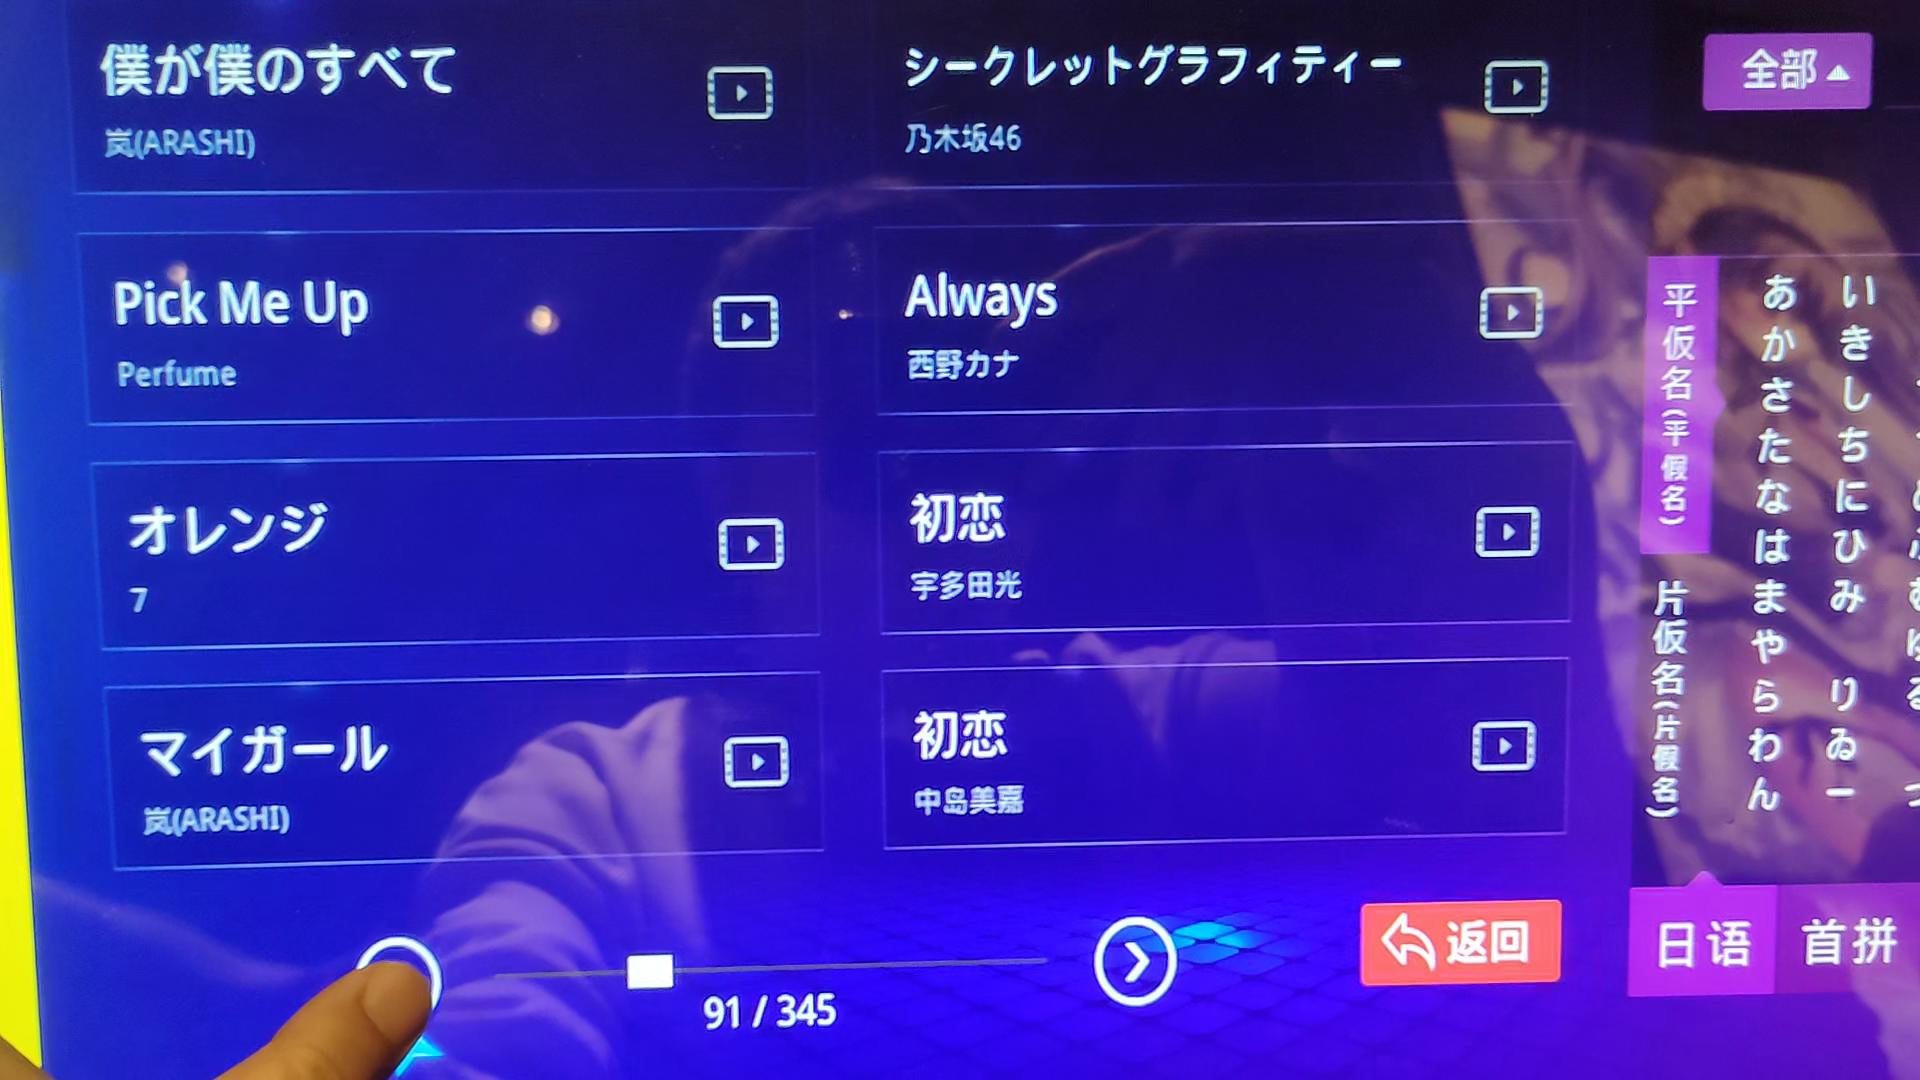 僕が僕のすべて
岚(ARASHI)
シークレットグラフィティー
乃木坂46
Pick Me Up
Perfume
Always
西野カナ
オレンジ
7
初恋
宇多田光
マイガール
岚(ARASHI)
初恋
中岛美嘉
91 / 345
返回
全部
平仮名(平假名)
片仮名(片假名)
あかさたなはまやらわん
いきしちにひみ りゐー
日语
首拼